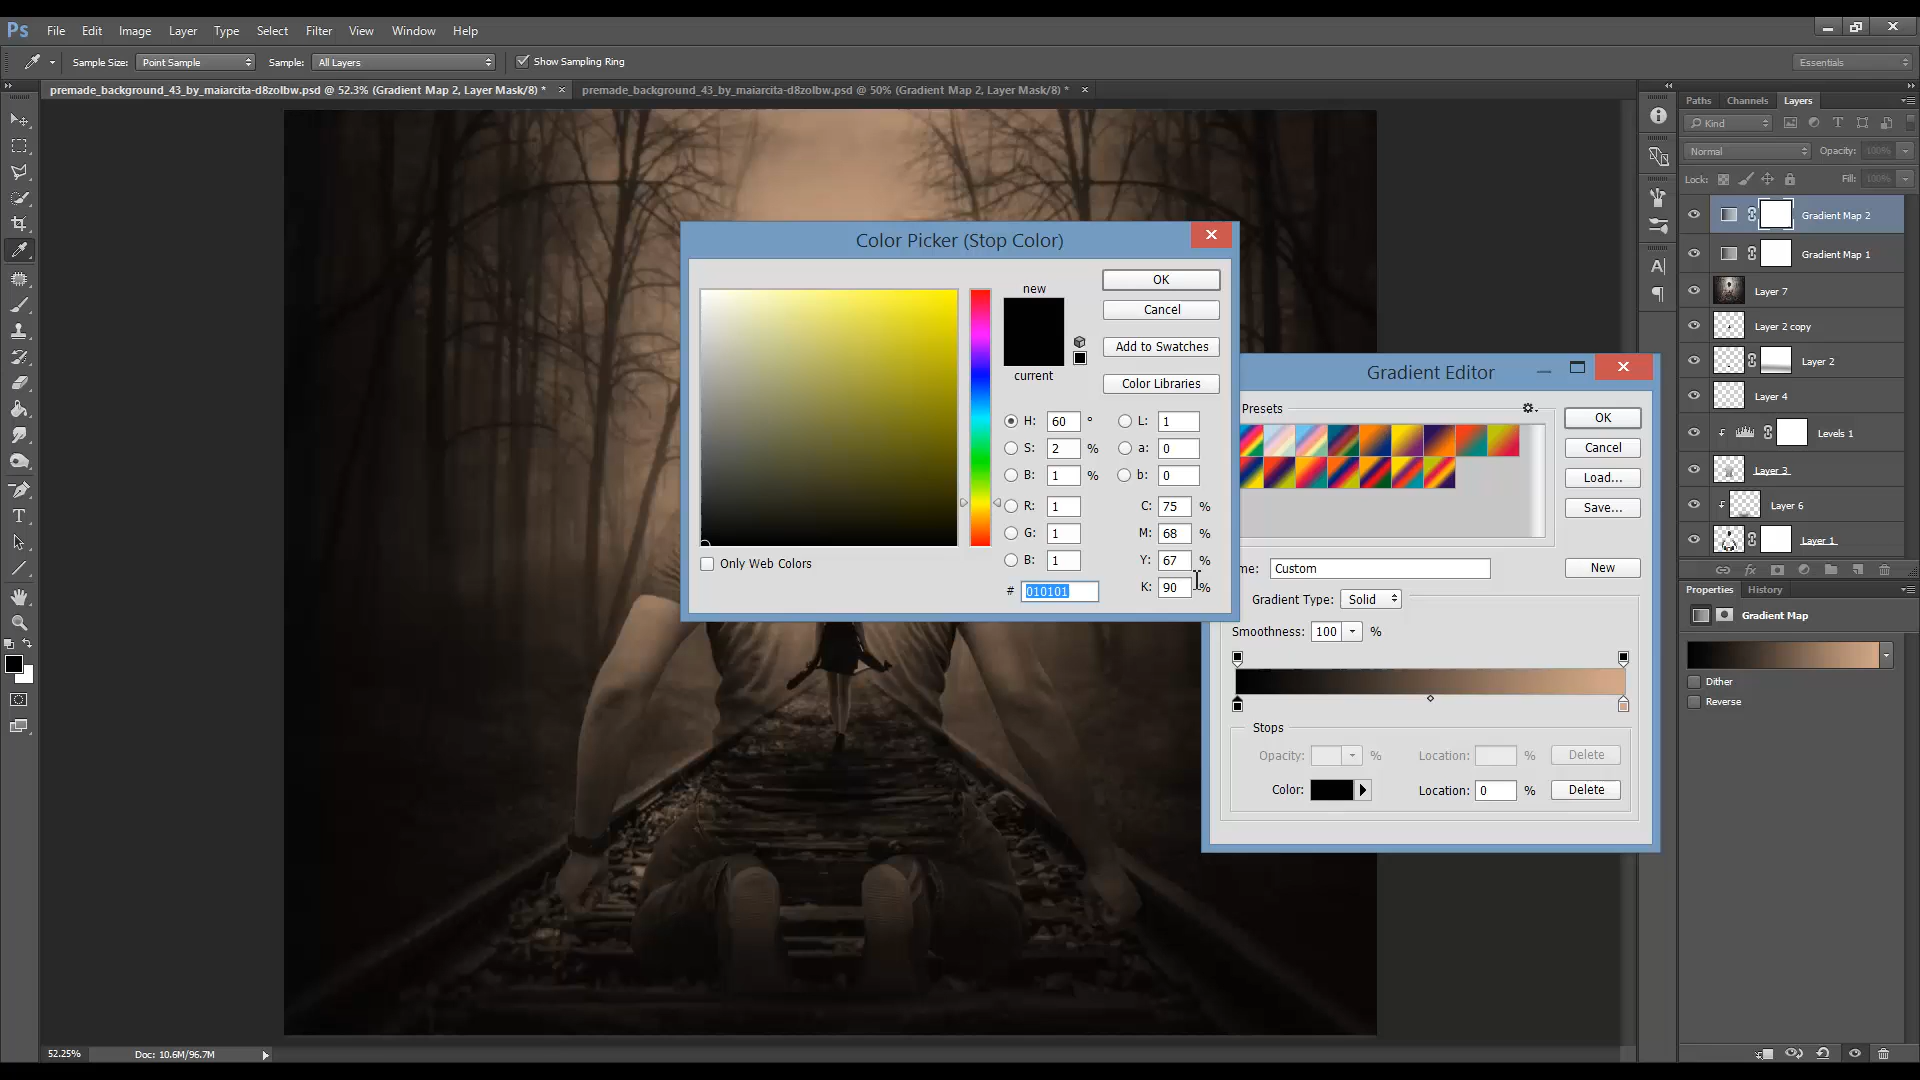 Ps File Edit Image Layer Type Select Filter View Window Help
Sample Size: Point Sample Sample: All Layers Show Sampling Ring Essentials
premade_background_43_by_maiarcita-d8zolbw.psd @ 52.3% (Gradient Map 2, Layer Mask/8) * × premade_background_43_by_maiarcita-d8zolbw.psd @ 50% (Gradient Map 2, Layer Mask/8) * ×
Paths Channels Layers
Kind
Normal Opacity: 100%
Lock: Fill: 100%
Gradient Map 2
Gradient Map 1
Layer 7
Layer 2 copy
Layer 2
Layer 4
Levels 1
Layer 3
Layer 6
Layer 1
Properties History
Gradient Map
Dither
Reverse
Color Picker (Stop Color)
new
current
OK
Cancel
Add to Swatches
Color Libraries
H: 60 ° L: 1
S: 2 % a: 0
B: 1 % b: 0
R: 1 C: 75 %
G: 1 M: 68 %
B: 1 Y: 67 %
# 010101 K: 90 %
Only Web Colors
Gradient Editor
Presets
OK
Cancel
Load...
Save...
me: Custom New
Gradient Type: Solid
Smoothness: 100 %
Stops
Opacity: % Location: % Delete
Color: Location: 0 % Delete
52.25% Doc: 10.6M/96.7M